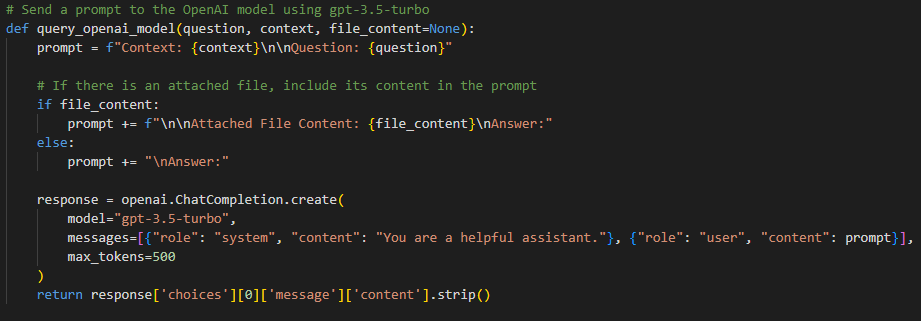 # Send a prompt to the OpenAI model using gpt-3.5-turbo
def query_openai_model(question, context, file_content=None):
    prompt = f"Context: {context}\n\nQuestion: {question}"

    # If there is an attached file, include its content in the prompt
    if file_content:
        prompt += f"\n\nAttached File Content: {file_content}\nAnswer:"
    else:
        prompt += "\nAnswer:"

    response = openai.ChatCompletion.create(
        model="gpt-3.5-turbo",
        messages=[{"role": "system", "content": "You are a helpful assistant."}, {"role": "user", "content": prompt}],
        max_tokens=500
    )
    return response['choices'][0]['message']['content'].strip()